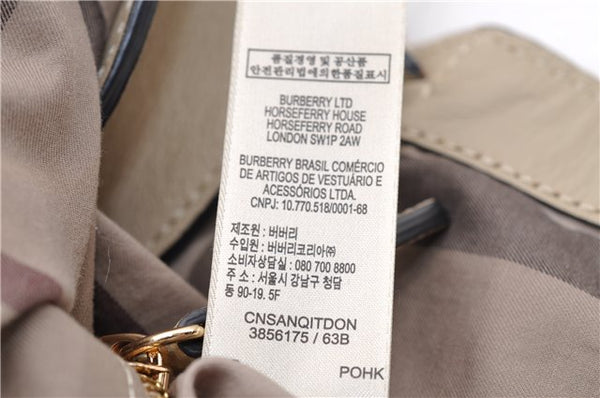 품질경영 및 공산품
안전관리법에의한품질표시
BURBERRY LTD
HORSEFERRY HOUSE
HORSEFERRY ROAD
LONDON SW1P 2AW
BURBERRY BRASIL COMÉRCIO
DE ARTIGOS DE VESTUÁRIO E
ACESSÓRIOS LTDA.
CNPJ: 10.770.518/0001-68
제조원 : 버버리
수입원 : 버버리코리아㈜
소비자상담실 : 080 700 8800
주 소 : 서울시 강남구 청담
동 90-19. 5F
CNSANQITDON
3856175 / 63B
POHK